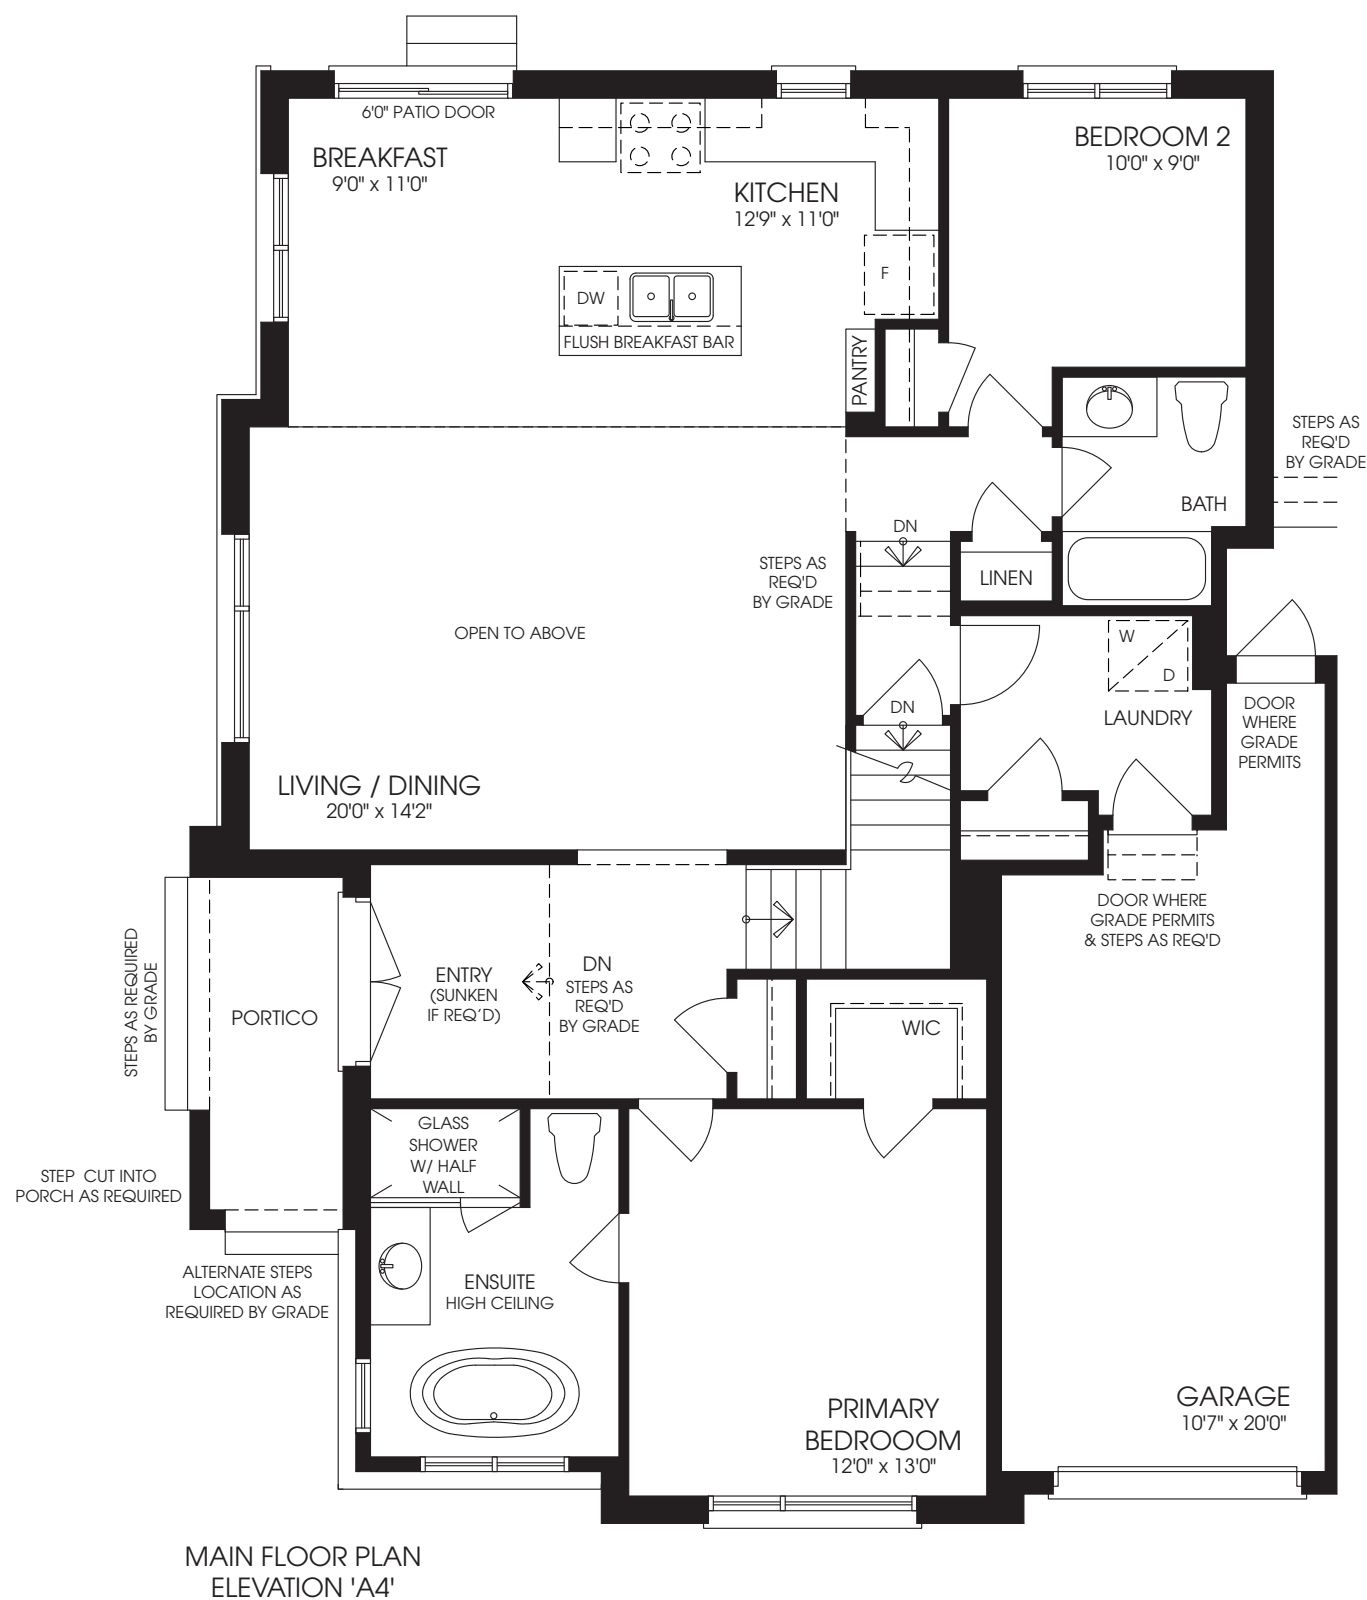 6'0" PATIO DOOR
BREAKFAST
9'0" x 11'0"
KITCHEN
12'9" x 11'0"
BEDROOM 2
10'0" x 9'0"
F
DW
FLUSH BREAKFAST BAR
PANTRY
STEPS AS
REQ'D
BY GRADE
BATH
DN
LINEN
STEPS AS
REQ'D
BY GRADE
OPEN TO ABOVE
W
D
LAUNDRY
DN
DOOR
WHERE
GRADE
PERMITS
LIVING / DINING
20'0" x 14'2"
DOOR WHERE
GRADE PERMITS
& STEPS AS REQ'D
STEPS AS REQUIRED
BY GRADE
PORTICO
ENTRY
(SUNKEN
IF REQ'D)
DN
STEPS AS
REQ'D
BY GRADE
WIC
GLASS
SHOWER
W/ HALF
WALL
STEP CUT INTO
PORCH AS REQUIRED
ALTERNATE STEPS
LOCATION AS
REQUIRED BY GRADE
ENSUITE
HIGH CEILING
PRIMARY
BEDROOOM
12'0" x 13'0"
GARAGE
10'7" x 20'0"
MAIN FLOOR PLAN
ELEVATION 'A4'